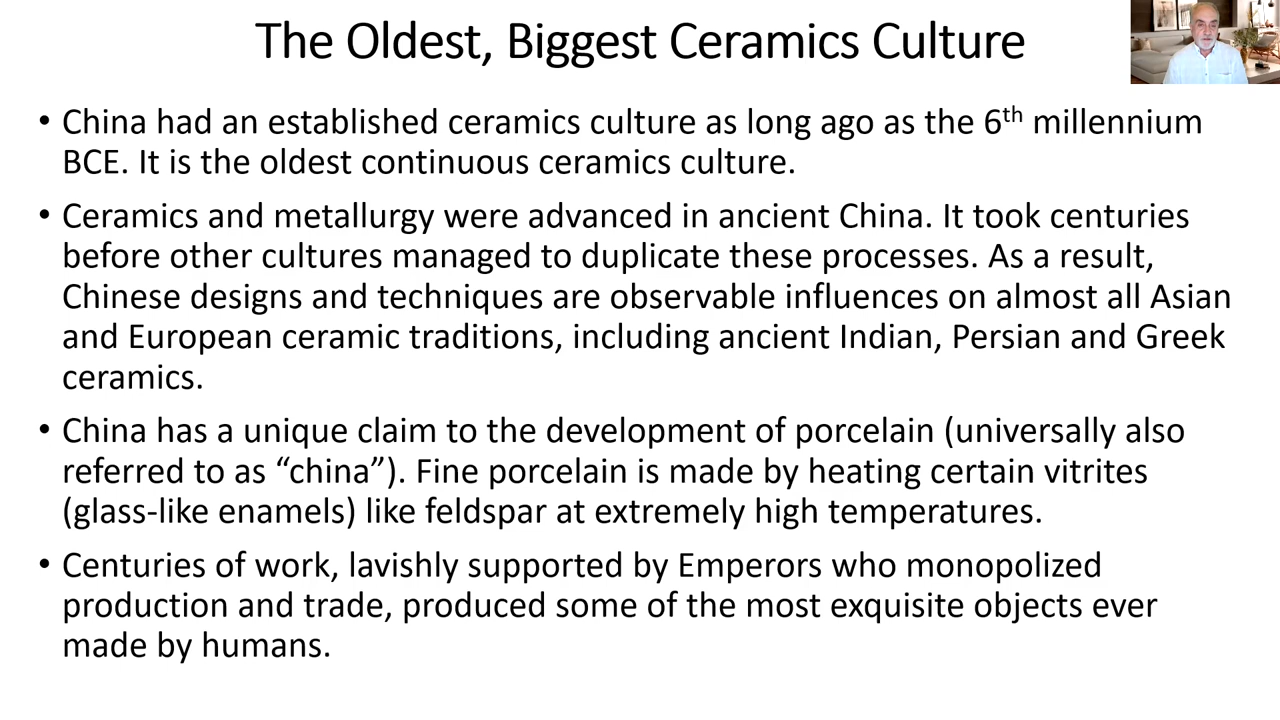 The Oldest, Biggest Ceramics Culture
• China had an established ceramics culture as long ago as the 6th millennium
BCE. It is the oldest continuous ceramics culture.
• Ceramics and metallurgy were advanced in ancient China. It took centuries
before other cultures managed to duplicate these processes. As a result,
Chinese designs and techniques are observable influences on almost all Asian
and European ceramic traditions, including ancient Indian, Persian and Greek
ceramics.
• China has a unique claim to the development of porcelain (universally also
referred to as “china”). Fine porcelain is made by heating certain vitrites
(glass-like enamels) like feldspar at extremely high temperatures.
• Centuries of work, lavishly supported by Emperors who monopolized
production and trade, produced some of the most exquisite objects ever
made by humans.